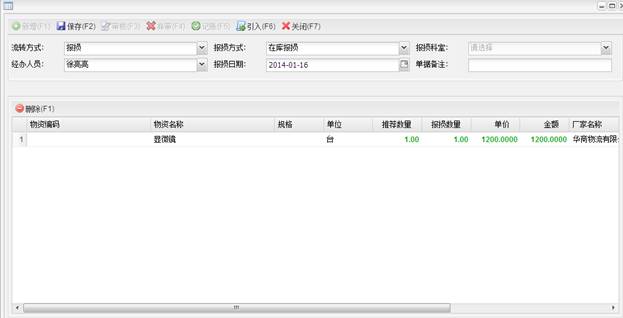 新增(F1) 保存(F2) 审核(F3) 弃审(F4) 记账(F5) 引入(F6) 关闭(F7)
流转方式: 报损 报损方式: 在库报损 报损科室: 请选择
经办人员: 徐亮亮 报损日期: 2014-01-16 单据备注:
删除(F1)
物资编码 物资名称 规格 单位 推荐数量 报损数量 单价 金额 厂家名称
1 显微镜 台 1.00 1.00 1200.0000 1200.0000 华商物流有限